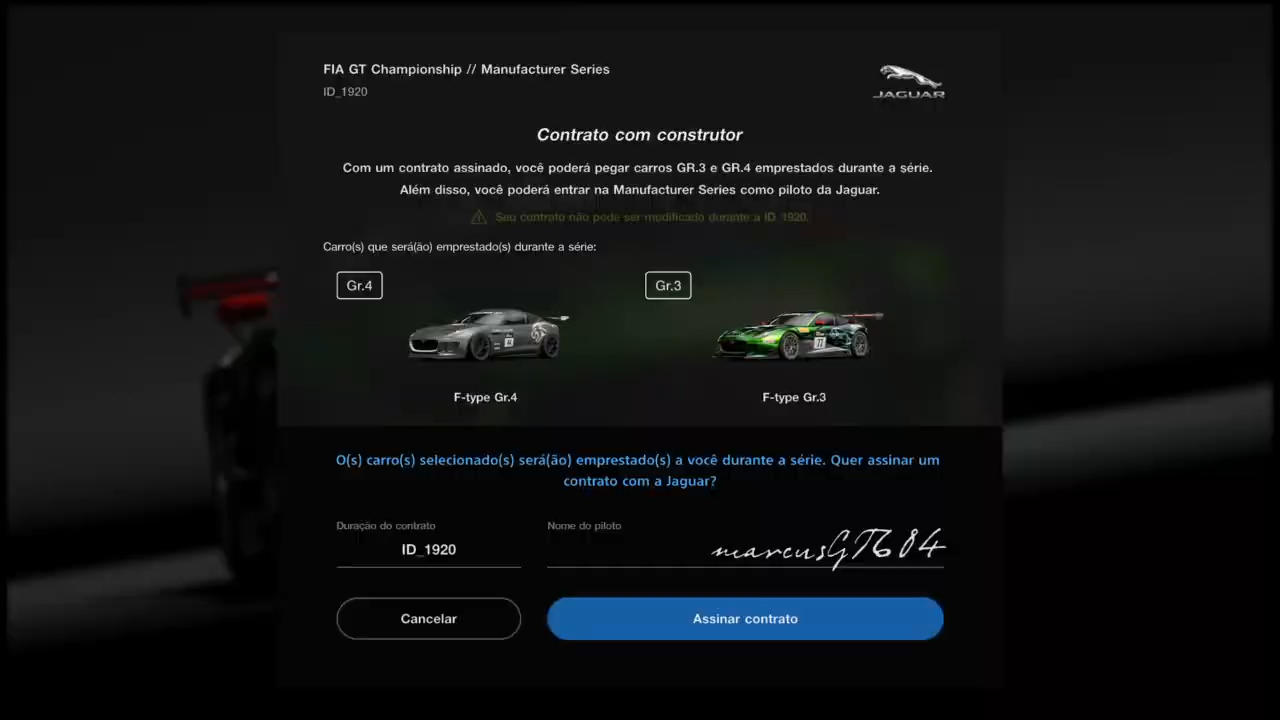 FIA GT Championship // Manufacturer Series
ID_1920
JAGUAR
Contrato com construtor
Com um contrato assinado, você poderá pegar carros GR.3 e GR.4 emprestados durante a série.
Além disso, você poderá entrar na Manufacturer Series como piloto da Jaguar.
Seu contrato não pode ser modificado durante a ID_1920.
Carro(s) que será(ão) emprestado(s) durante a série:
Gr.4
Gr.3
F-type Gr.4
F-type Gr.3
O(s) carro(s) selecionado(s) será(ão) emprestado(s) a você durante a série. Quer assinar um
contrato com a Jaguar?
Duração do contrato
Nome do piloto
ID_1920
marcusGT684
Cancelar
Assinar contrato